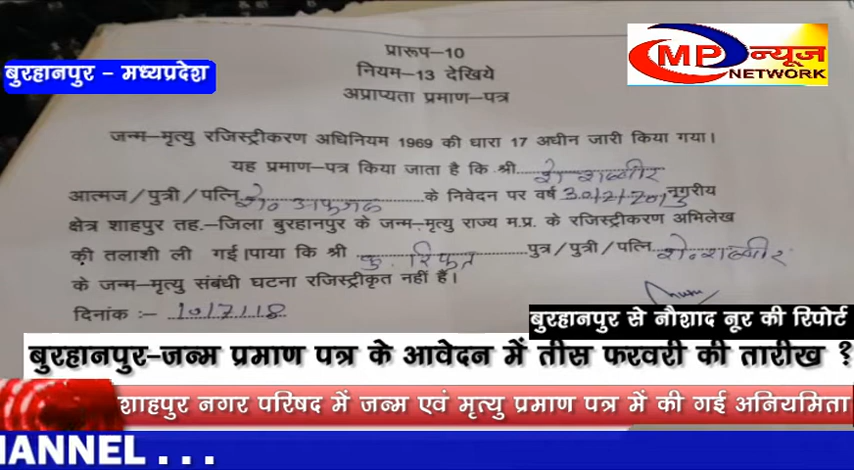 प्रारूप–10
नियम–13 देखिये
अप्राप्यता प्रमाण–पत्र
बुरहानपुर - मध्यप्रदेश
MP न्यूज
NETWORK
जन्म–मृत्यु रजिस्ट्रीकरण अधिनियम 1969 की धारा 17 अधीन जारी किया गया।
यह प्रमाण–पत्र किया जाता है कि श्री शे शब्बीर
आत्मज/पुत्री/पत्नि के निवेदन पर वर्ष 30/2/2013 नगरीय
क्षेत्र शाहपुर तह.–जिला बुरहानपुर के जन्म–मृत्यु राज्य म.प्र. के रजिस्ट्रीकरण अभिलेख
की तलाशी ली गई।पाया कि श्री कु. रिफत पुत्र/पुत्री/पत्नि शे०शब्बीर
के जन्म–मृत्यु संबंधी घटना रजिस्ट्रीकृत नहीं है।
दिनांक :– 10/7/18
बुरहानपुर से नौशाद नूर की रिपोर्ट
बुरहानपुर-जन्म प्रमाण पत्र के आवेदन में तीस फरवरी की तारीख ?
शाहपुर नगर परिषद में जन्म एवं मृत्यु प्रमाण पत्र में की गई अनियमिता
HANNEL . . .